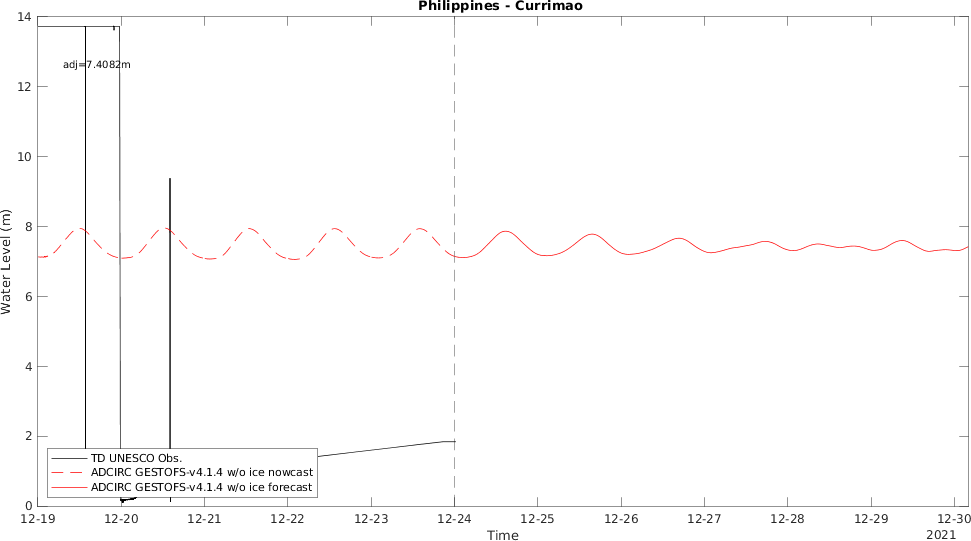 Philippines - Currimao
14
12
10
8
6
4
2
0
Water Level (m)
adj=7.4082m
TD UNESCO Obs.
ADCIRC GESTOFS-v4.1.4 w/o ice nowcast
ADCIRC GESTOFS-v4.1.4 w/o ice forecast
12-19 12-20 12-21 12-22 12-23 12-24 12-25 12-26 12-27 12-28 12-29 12-30
Time
2021